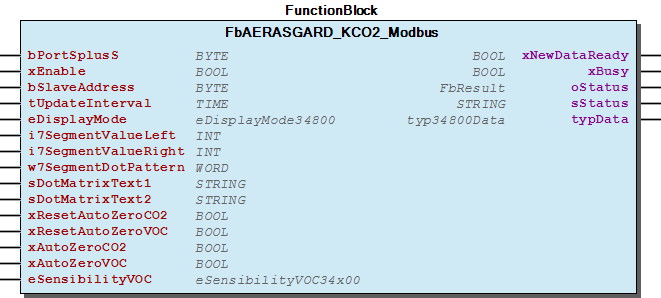 FunctionBlock
FbAERASGARD_KCO2_Modbus
bPortSplusS BYTE BOOL xNewDataReady
xEnable BOOL BOOL xBusy
bSlaveAddress BYTE FbResult oStatus
tUpdateInterval TIME STRING sStatus
eDisplayMode eDisplayMode34800 typ34800Data typData
i7SegmentValueLeft INT
i7SegmentValueRight INT
w7SegmentDotPattern WORD
sDotMatrixText1 STRING
sDotMatrixText2 STRING
xResetAutoZeroCO2 BOOL
xResetAutoZeroVOC BOOL
xAutoZeroCO2 BOOL
xAutoZeroVOC BOOL
eSensibilityVOC eSensibilityVOC34x00